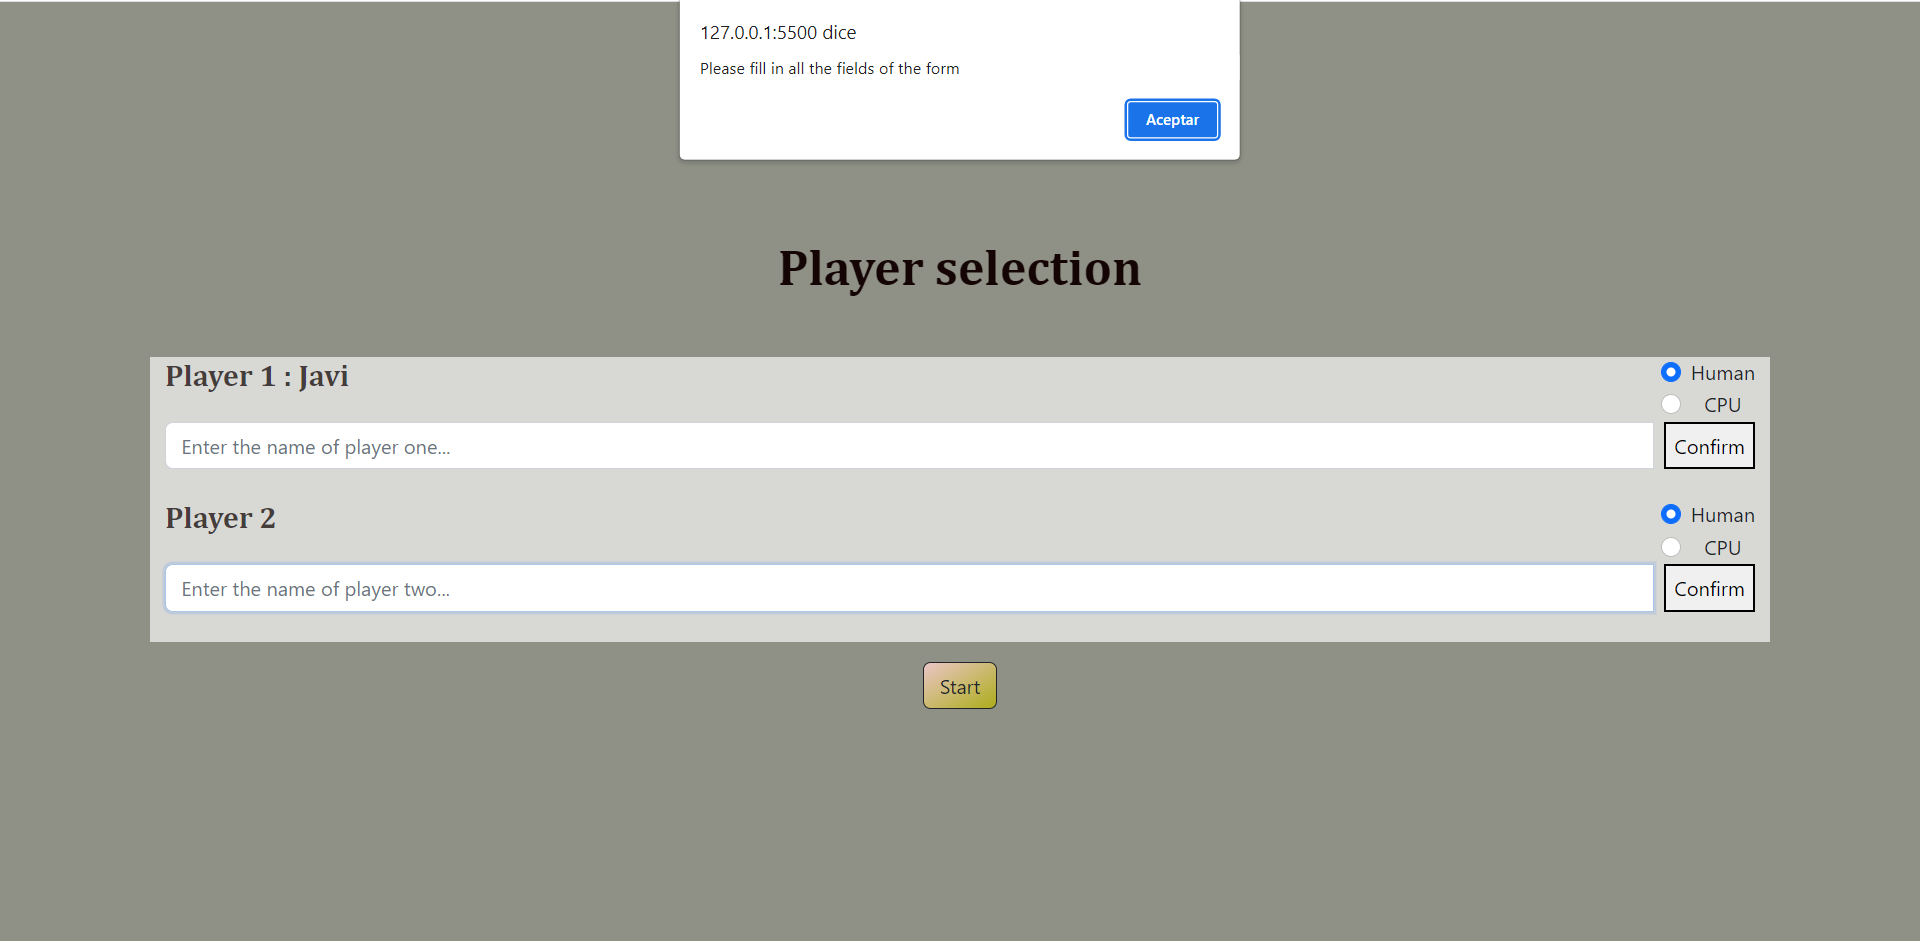 127.0.0.1:5500 dice
Please fill in all the fields of the form
Aceptar
Player selection
Player 1 : Javi
Human
CPU
Enter the name of player one...
Confirm
Player 2
Human
CPU
Enter the name of player two...
Confirm
Start